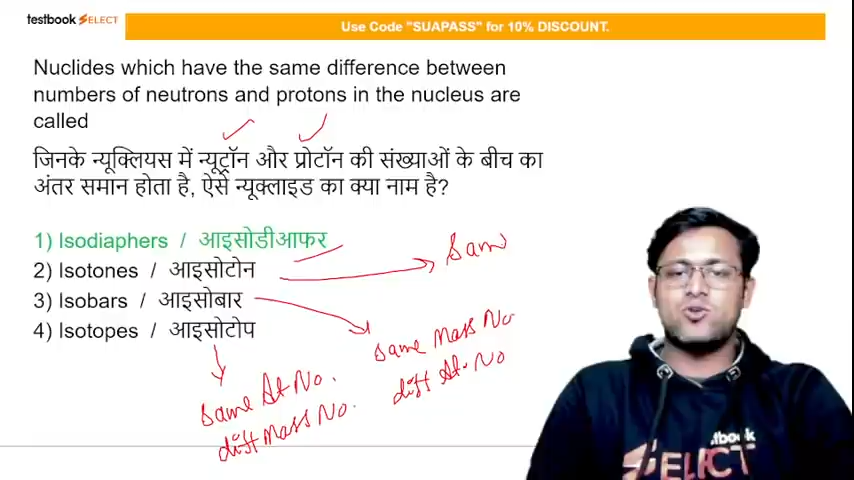 testbook SELECT
Use Code "SUAPASS" for 10% DISCOUNT.
Nuclides which have the same difference between
numbers of neutrons and protons in the nucleus are
called
जिनके न्यूक्लियस में न्यूट्रॉन और प्रोटॉन की संख्याओं के बीच का
अंतर समान होता है, ऐसे न्यूक्लाइड का क्या नाम है?
1) Isodiaphers / आइसोडीआफर
2) Isotones / आइसोटोन
3) Isobars / आइसोबार
4) Isotopes / आइसोटोप
Same
Same Mass No
diff At. No
Same At No.
diff Mass No.
testbook
SELECT